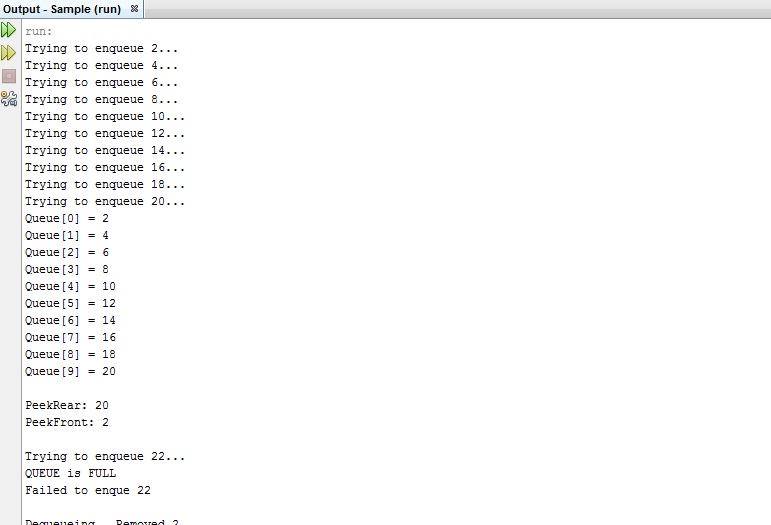 Output - Sample (run)
run:
Trying to enqueue 2...
Trying to enqueue 4...
Trying to enqueue 6...
Trying to enqueue 8...
Trying to enqueue 10...
Trying to enqueue 12...
Trying to enqueue 14...
Trying to enqueue 16...
Trying to enqueue 18...
Trying to enqueue 20...
Queue[0] = 2
Queue[1] = 4
Queue[2] = 6
Queue[3] = 8
Queue[4] = 10
Queue[5] = 12
Queue[6] = 14
Queue[7] = 16
Queue[8] = 18
Queue[9] = 20
PeekRear: 20
PeekFront: 2
Trying to enqueue 22...
QUEUE is FULL
Failed to enque 22
Dequeueing.. Removed 2